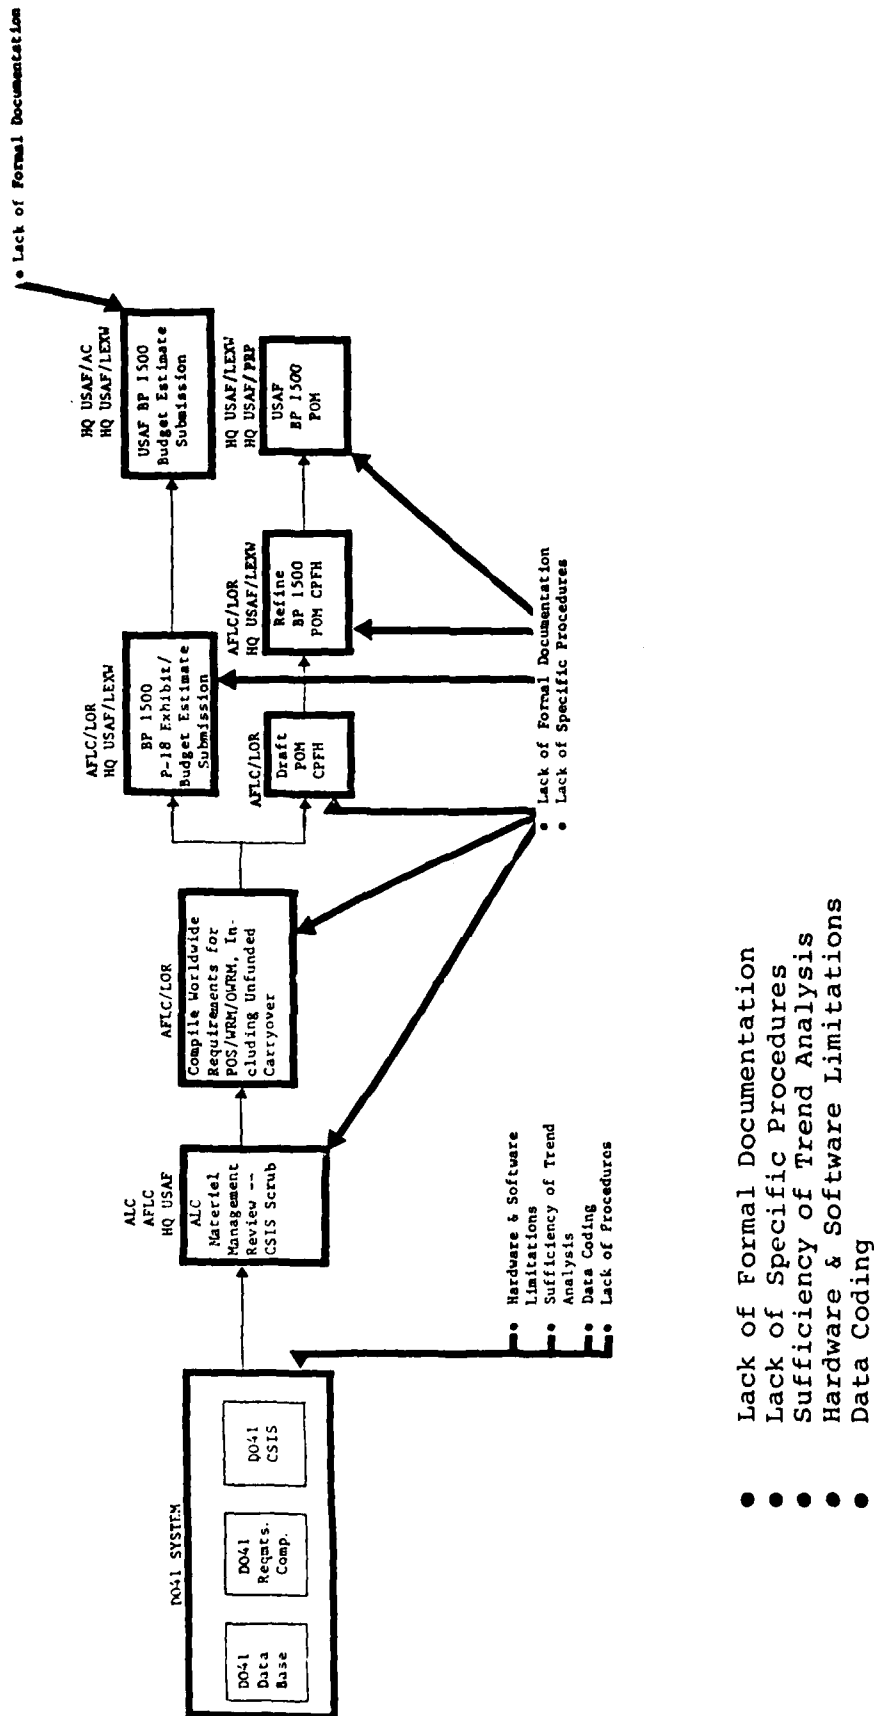 DO41 SYSTEM
DO41
Data
Base
DO41
Reqmts.
Comp.
DO41
CSIS
ALC
AFLC
HQ USAF
ALC
Materiel
Management
Review --
CSIS Scrub
AFLC/LOR
Compile Worldwide
Requirements for
POS/WRM/OWRM, In-
cluding Unfunded
Carryover
AFLC/LOR
HQ USAF/LEXW
BP 1500
P-18 Exhibit/
Budget Estimate
Submission
HQ USAF/AC
HQ USAF/LEXW
USAF BP 1500
Budget Estimate
Submission
• Lack of Formal Documentation
AFLC/LOR
Draft
POM
CPFH
AFLC/LOR
HQ USAF/LEXW
Refine
BP 1500
POM CPFH
HQ USAF/LEXW
HQ USAF/PRP
USAF
BP 1500
POM
• Hardware & Software
Limitations
• Sufficiency of Trend
Analysis
• Data Coding
• Lack of Procedures
• Lack of Formal Documentation
• Lack of Specific Procedures
• Lack of Formal Documentation
• Lack of Specific Procedures
• Sufficiency of Trend Analysis
• Hardware & Software Limitations
• Data Coding